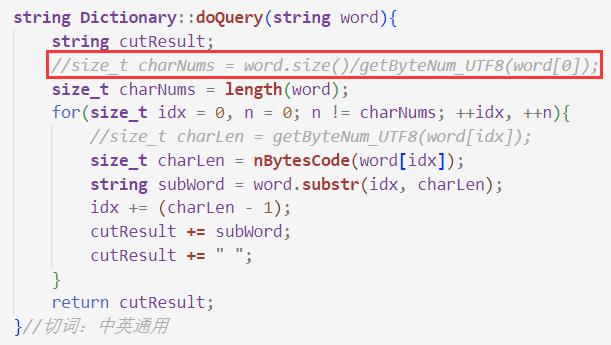 string Dictionary::doQuery(string word){
    string cutResult;
    //size_t charNums = word.size()/getByteNum_UTF8(word[0]);
    size_t charNums = length(word);
    for(size_t idx = 0, n = 0; n != charNums; ++idx, ++n){
        //size_t charLen = getByteNum_UTF8(word[idx]);
        size_t charLen = nBytesCode(word[idx]);
        string subWord = word.substr(idx, charLen);
        idx += (charLen - 1);
        cutResult += subWord;
        cutResult += " ";
    }
    return cutResult;
}//切词：中英通用